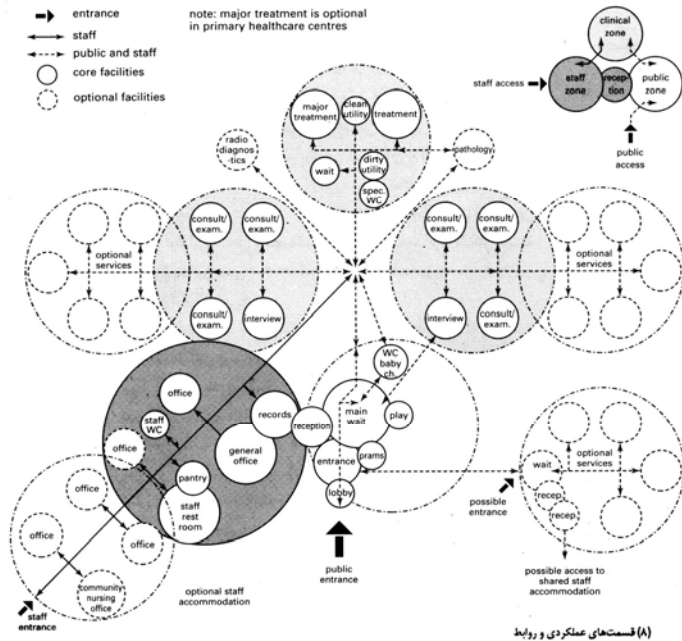 entrance
staff
public and staff
core facilities
optional facilities
note: major treatment is optional
in primary healthcare centres
clinical
zone
staff
zone
recep-
tion
public
zone
staff access
public
access
major
treatment
clean
utility
treatment
radio
diagnos-
tics
wait
dirty
utility
spec.
WC
pathology
optional
services
consult/
exam.
consult/
exam.
consult/
exam.
interview
consult/
exam.
consult/
exam.
interview
consult/
exam.
optional
services
office
staff
WC
office
records
general
office
pantry
staff
rest
room
reception
WC
baby
ch.
main
wait
play
entrance
prams
lobby
public
entrance
possible
entrance
wait
recep
recep
optional
services
possible access to
shared staff
accommodation
office
office
office
community
nursing
office
staff
entrance
optional staff
accommodation
(۸) قسمت‌های عملکردی و روابط